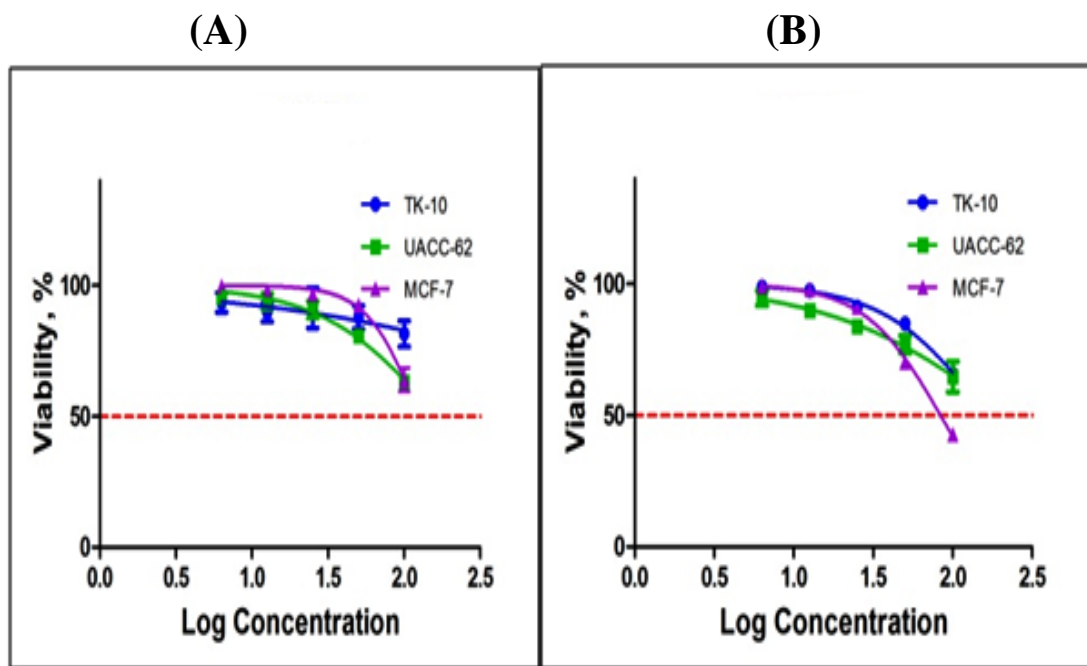 (A)
(B)
TK-10
UACC-62
MCF-7
100
50
0
Viability, %
0.0 0.5 1.0 1.5 2.0 2.5
Log Concentration
TK-10
UACC-62
MCF-7
100
50
0
Viability, %
0.0 0.5 1.0 1.5 2.0 2.5
Log Concentration